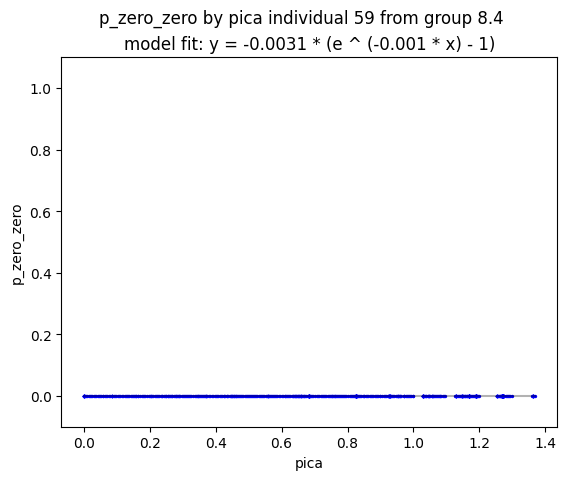 p_zero_zero by pica individual 59 from group 8.4
model fit: y = -0.0031 * (e ^ (-0.001 * x) - 1)
1.0
0.8
0.6
0.4
0.2
0.0
p_zero_zero
0.0 0.2 0.4 0.6 0.8 1.0 1.2 1.4
pica